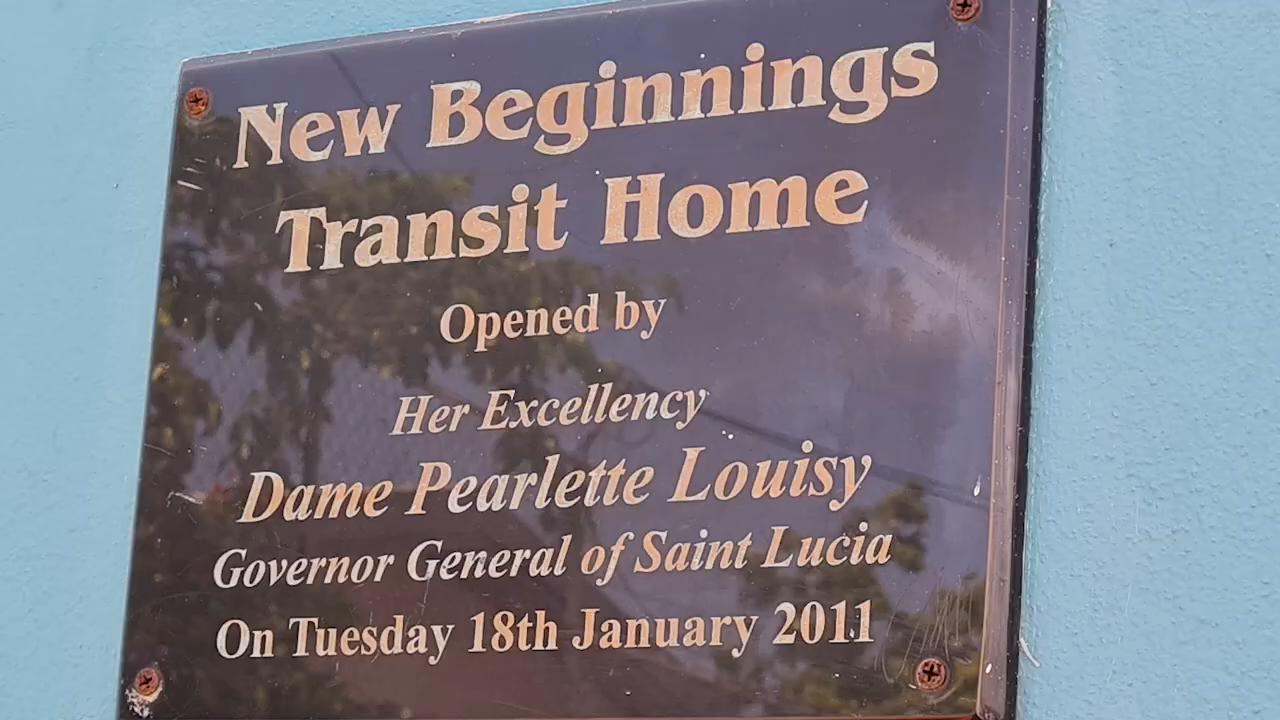 New Beginnings
Transit Home
Opened by
Her Excellency
Dame Pearlette Louisy
Governor General of Saint Lucia
On Tuesday 18th January 2011